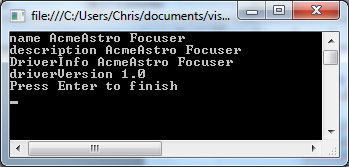 file:///C:/Users/Chris/documents/vis...
name AcmeAstro Focuser
description AcmeAstro Focuser
DriverInfo AcmeAstro Focuser
driverVersion 1.0
Press Enter to finish